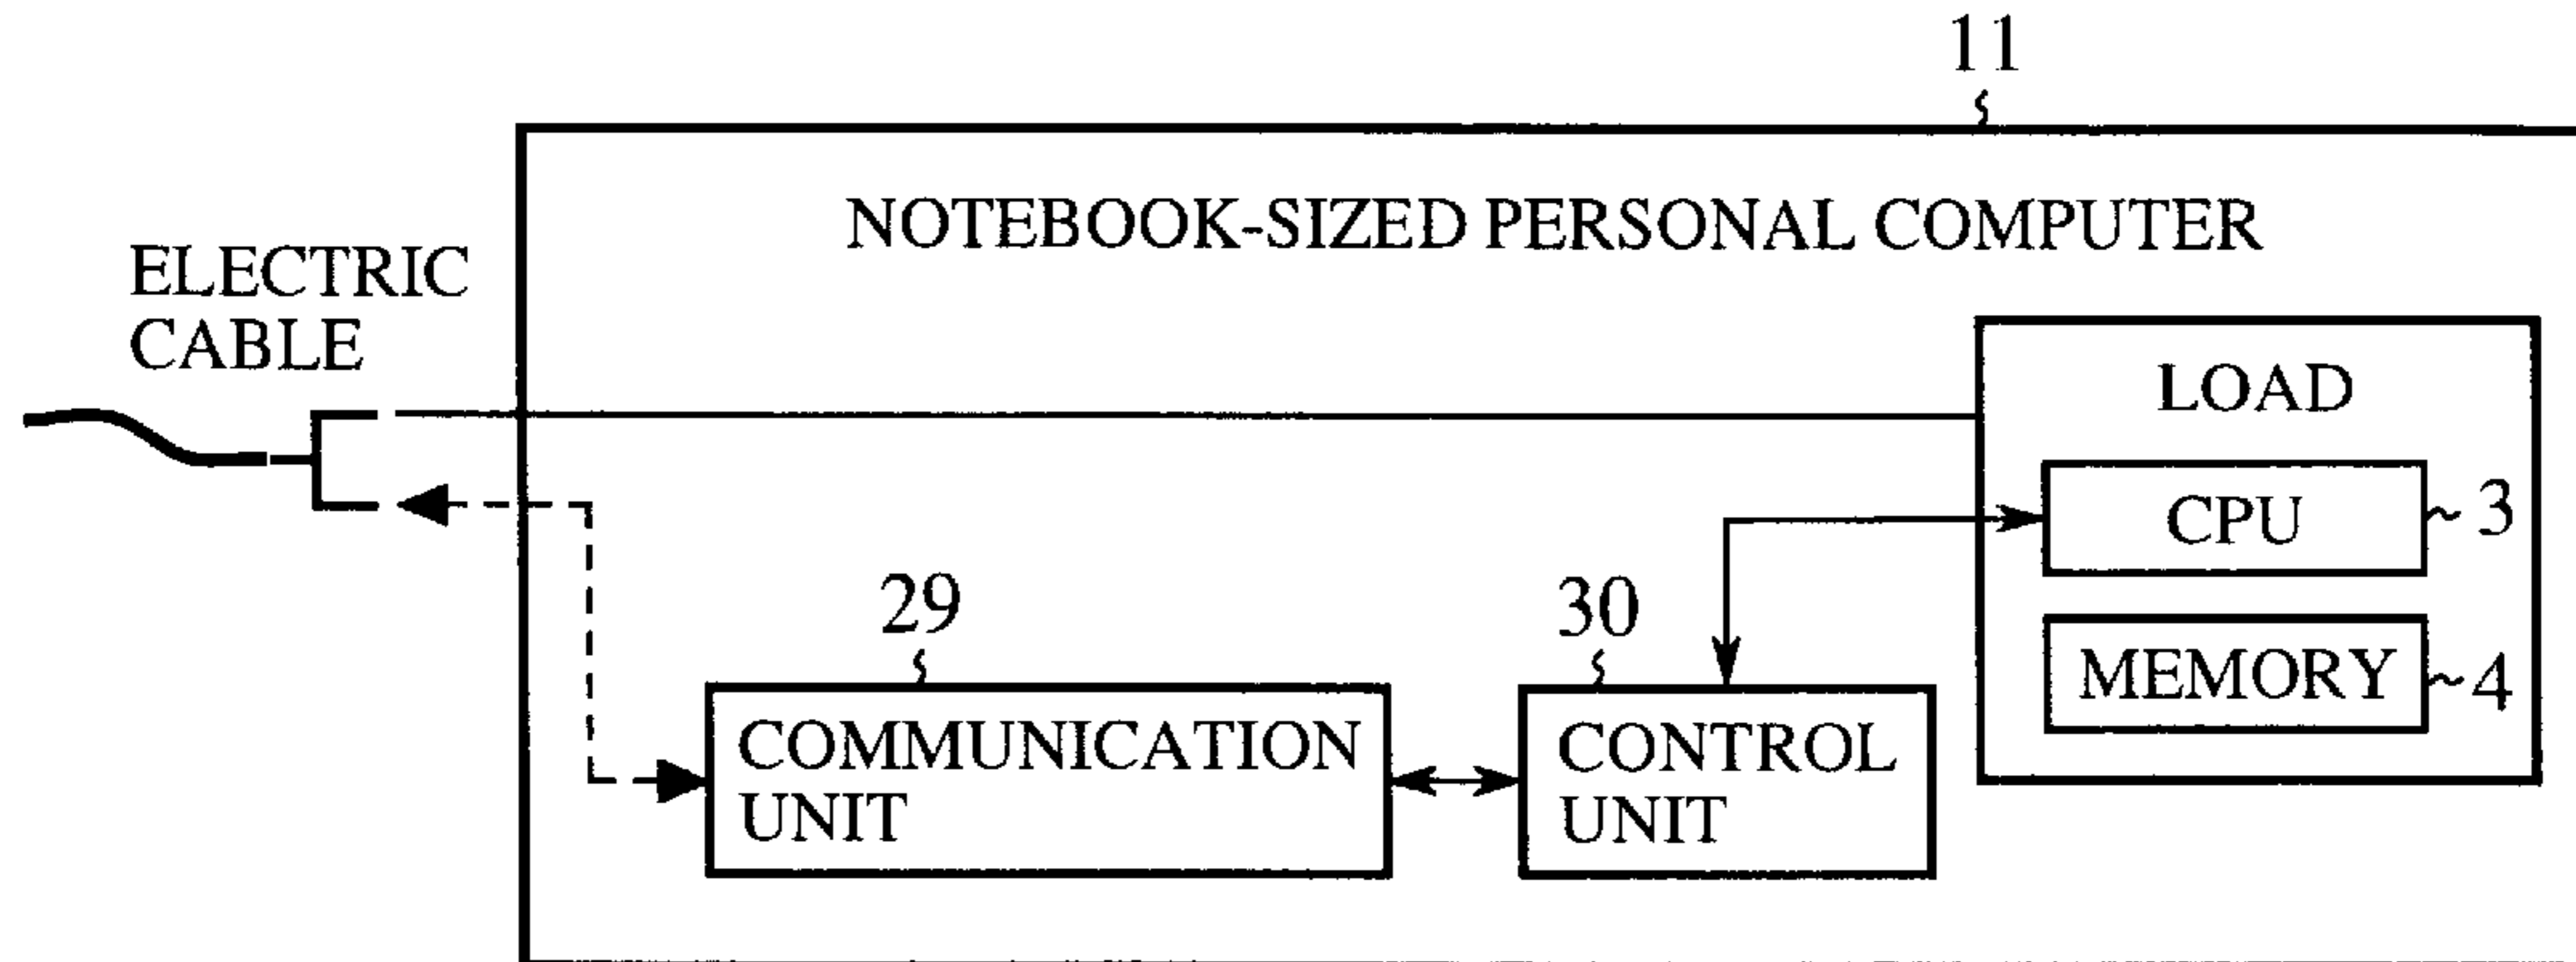 11
NOTEBOOK-SIZED PERSONAL COMPUTER
ELECTRIC
CABLE
LOAD
CPU
3
MEMORY
4
29
30
COMMUNICATION
UNIT
CONTROL
UNIT